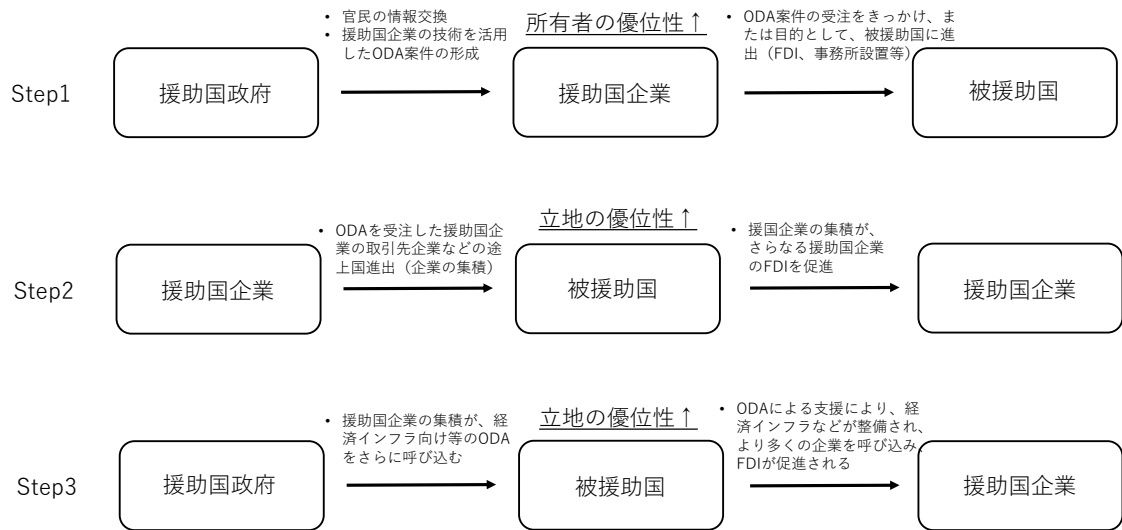 • 官民の情報交換
• 援助国企業の技術を活用
したODA案件の形成
所有者の優位性↑
• ODA案件の受注をきっかけ、ま
たは目的として、被援助国に進
出（FDI、事務所設置等）
Step1
援助国政府
援助国企業
被援助国
• ODAを受注した援助国企
業の取引先企業などの途
上国進出（企業の集積）
立地の優位性↑
• 援国企業の集積が、
さらなる援助国企業
のFDIを促進
Step2
援助国企業
被援助国
援助国企業
• 援助国企業の集積が、経
済インフラ向け等のODA
をさらに呼び込む
立地の優位性↑
• ODAによる支援により、経
済インフラなどが整備され、
より多くの企業を呼び込み、
FDIが促進される
Step3
援助国政府
被援助国
援助国企業